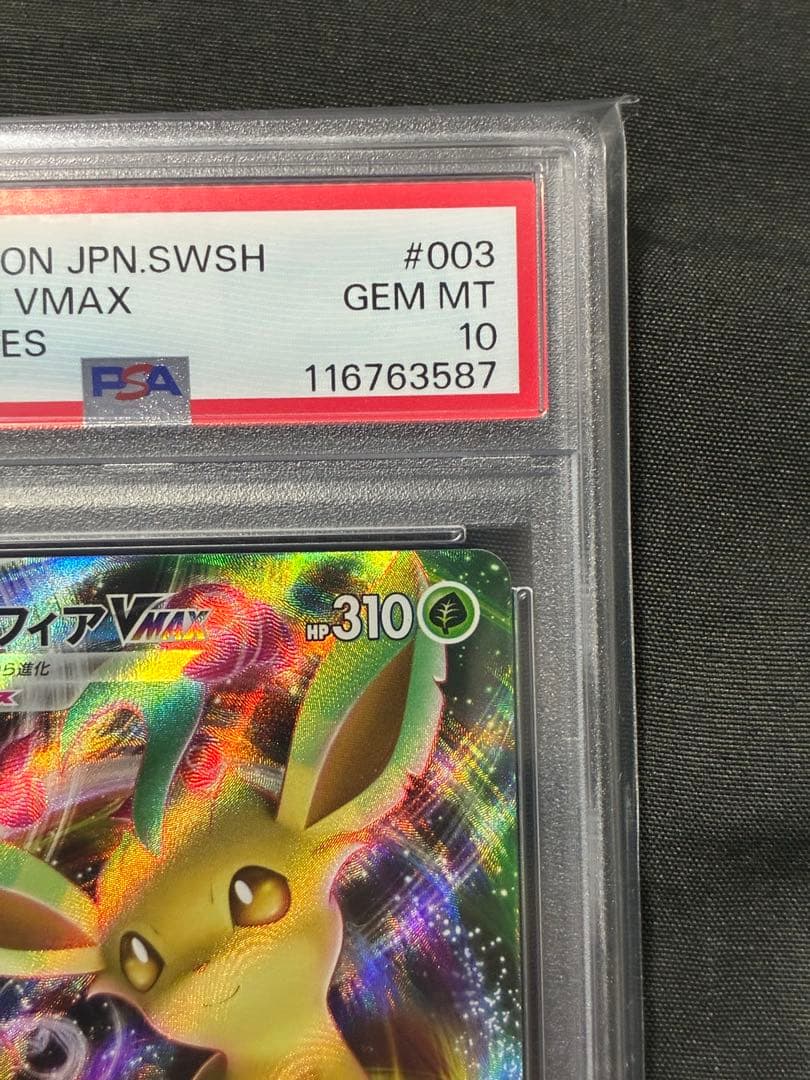 ON JPN.SWSH #003
VMAX GEM MT
ES 10
PSA 116763587
フィアVMAX HP310
ら進化